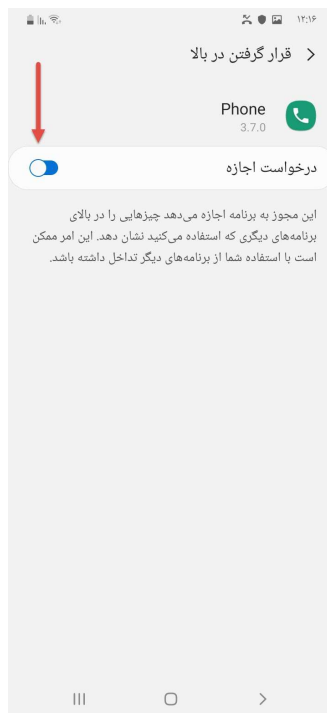 ۱۲:۱۶
قرار گرفتن در بالا
Phone
3.7.0
درخواست اجازه
این مجوز به برنامه اجازه می‌دهد چیزهایی را در بالای
برنامه‌های دیگری که استفاده می‌کنید نشان دهد. این امر ممکن
است با استفاده شما از برنامه‌های دیگر تداخل داشته باشد.